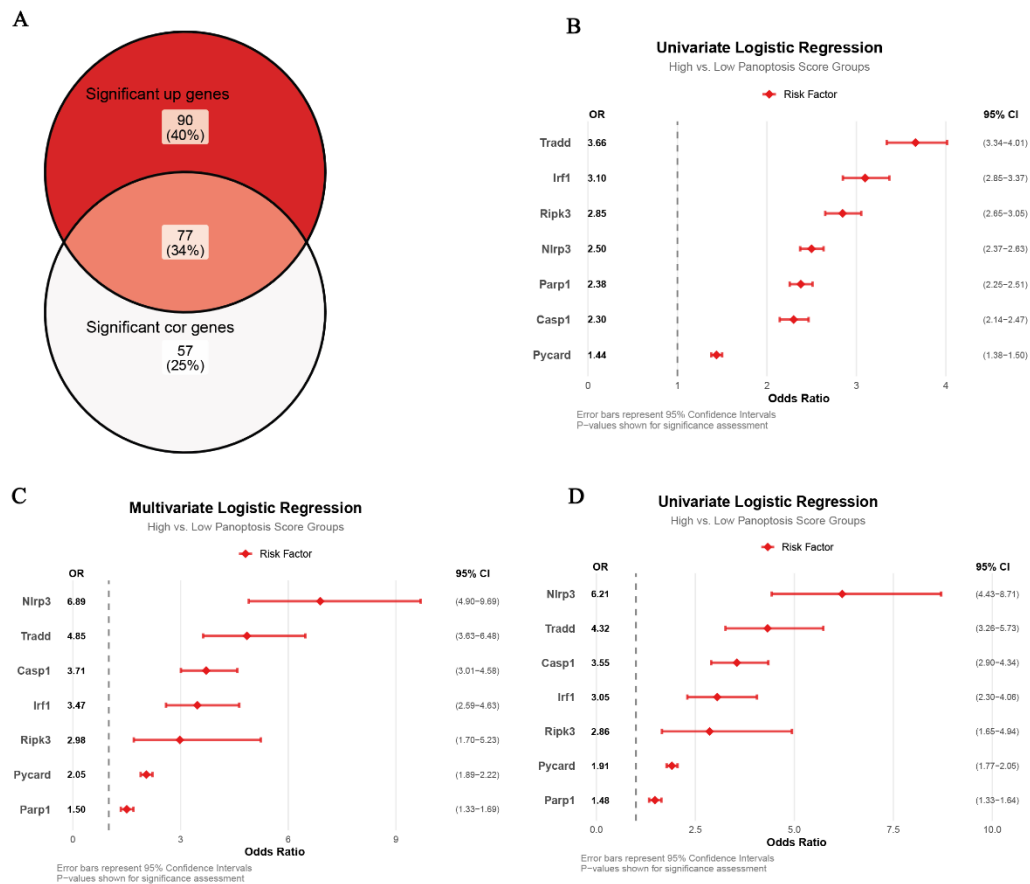 A
Significant up genes
90
(40%)
77
(34%)
Significant cor genes
57
(25%)
B
Univariate Logistic Regression
High vs. Low Panoptosis Score Groups
Risk Factor
OR 95% CI
Tradd 3.66 (3.34−4.01)
Irf1 3.10 (2.85−3.37)
Ripk3 2.85 (2.65−3.05)
Nlrp3 2.50 (2.37−2.63)
Parp1 2.38 (2.25−2.51)
Casp1 2.30 (2.14−2.47)
Pycard 1.44 (1.38−1.50)
0 1 2 3 4
Odds Ratio
Error bars represent 95% Confidence Intervals
P−values shown for significance assessment
C
Multivariate Logistic Regression
High vs. Low Panoptosis Score Groups
Risk Factor
OR 95% CI
Nlrp3 6.89 (4.90−9.69)
Tradd 4.85 (3.63−6.48)
Casp1 3.71 (3.01−4.58)
Irf1 3.47 (2.59−4.63)
Ripk3 2.98 (1.70−5.23)
Pycard 2.05 (1.89−2.22)
Parp1 1.50 (1.33−1.69)
0 3 6 9
Odds Ratio
Error bars represent 95% Confidence Intervals
P−values shown for significance assessment
D
Univariate Logistic Regression
High vs. Low Panoptosis Score Groups
Risk Factor
OR 95% CI
Nlrp3 6.21 (4.43−8.71)
Tradd 4.32 (3.26−5.73)
Casp1 3.55 (2.90−4.34)
Irf1 3.05 (2.30−4.06)
Ripk3 2.86 (1.65−4.94)
Pycard 1.91 (1.77−2.05)
Parp1 1.48 (1.33−1.64)
0.0 2.5 5.0 7.5 10.0
Odds Ratio
Error bars represent 95% Confidence Intervals
P−values shown for significance assessment